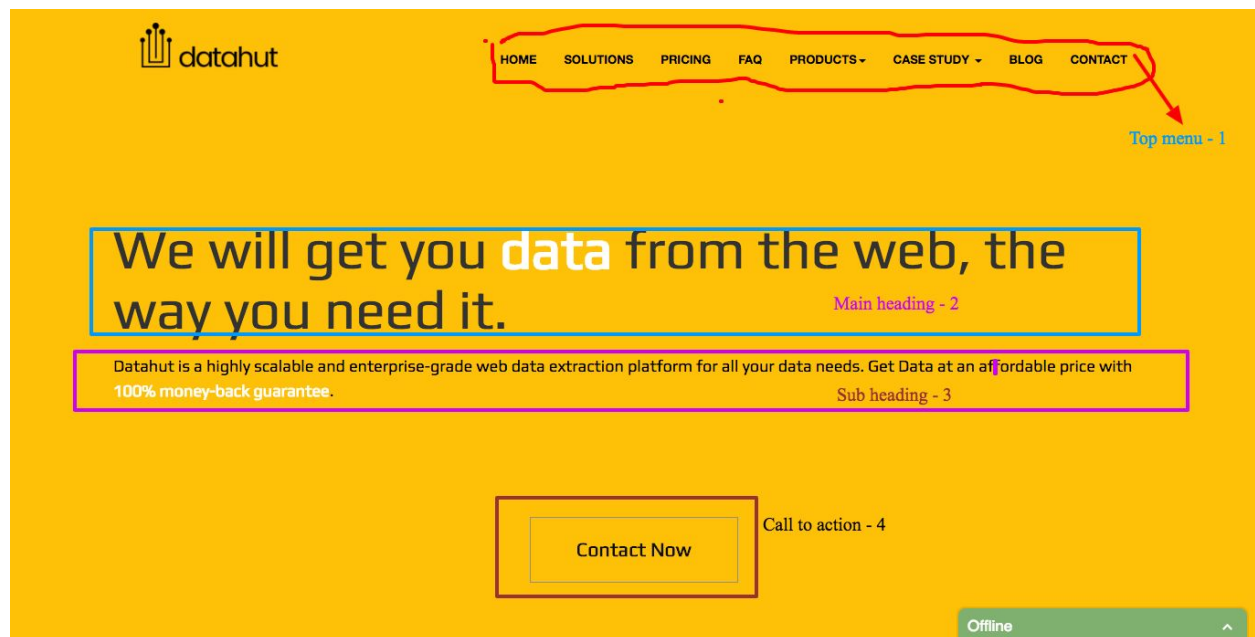 datahut
HOME SOLUTIONS PRICING FAQ PRODUCTS CASE STUDY BLOG CONTACT
Top menu - 1
We will get you data from the web, the
way you need it.
Main heading - 2
Datahut is a highly scalable and enterprise-grade web data extraction platform for all your data needs. Get Data at an affordable price with
100% money-back guarantee.
Sub heading - 3
Call to action - 4
Contact Now
Offline